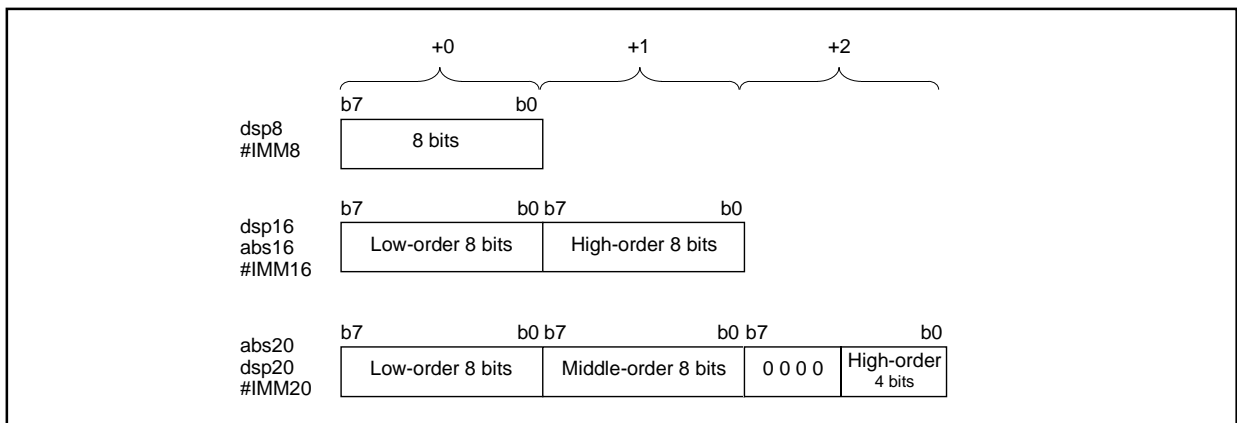 +0 +1 +2
b7 b0
dsp8
#IMM8
8 bits
b7 b0 b7 b0
dsp16
abs16
#IMM16
Low-order 8 bits High-order 8 bits
b7 b0 b7 b0 b7 b0
abs20
dsp20
#IMM20
Low-order 8 bits Middle-order 8 bits 0 0 0 0 High-order
4 bits